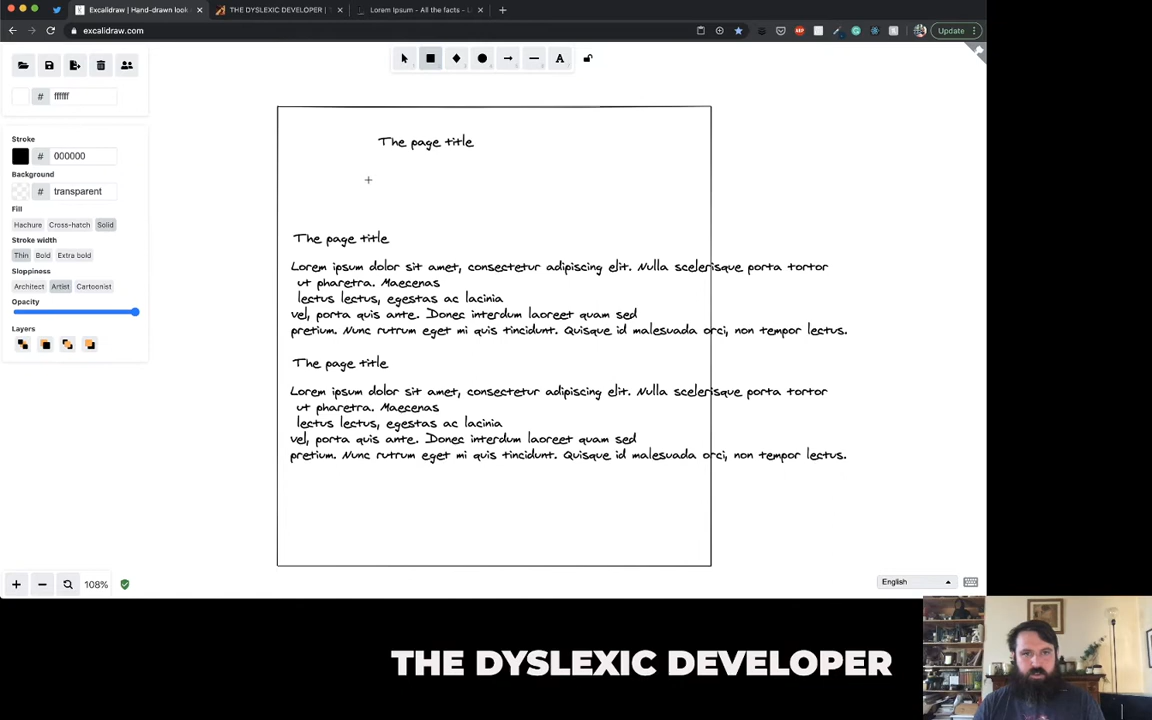 Excalidraw | Hand-drawn look
THE DYSLEXIC DEVELOPER |
Lorem Ipsum - All the facts - L
excalidraw.com
Update
# ffffff
Stroke
# 000000
Background
# transparent
Fill
Hachure Cross-hatch Solid
Stroke width
Thin Bold Extra bold
Sloppiness
Architect Artist Cartoonist
Opacity
Layers
A
The page title
The page title
Lorem ipsum dolor sit amet, consectetur adipiscing elit. Nulla scelerisque porta tortor
ut pharetra. Maecenas
lectus lectus, egestas ac lacinia
vel, porta quis ante. Donec interdum laoreet quam sed
pretium. Nunc rutrum eget mi quis tincidunt. Quisque id malesuada orci, non tempor lectus.
The page title
Lorem ipsum dolor sit amet, consectetur adipiscing elit. Nulla scelerisque porta tortor
ut pharetra. Maecenas
lectus lectus, egestas ac lacinia
vel, porta quis ante. Donec interdum laoreet quam sed
pretium. Nunc rutrum eget mi quis tincidunt. Quisque id malesuada orci, non tempor lectus.
108%
English
THE DYSLEXIC DEVELOPER